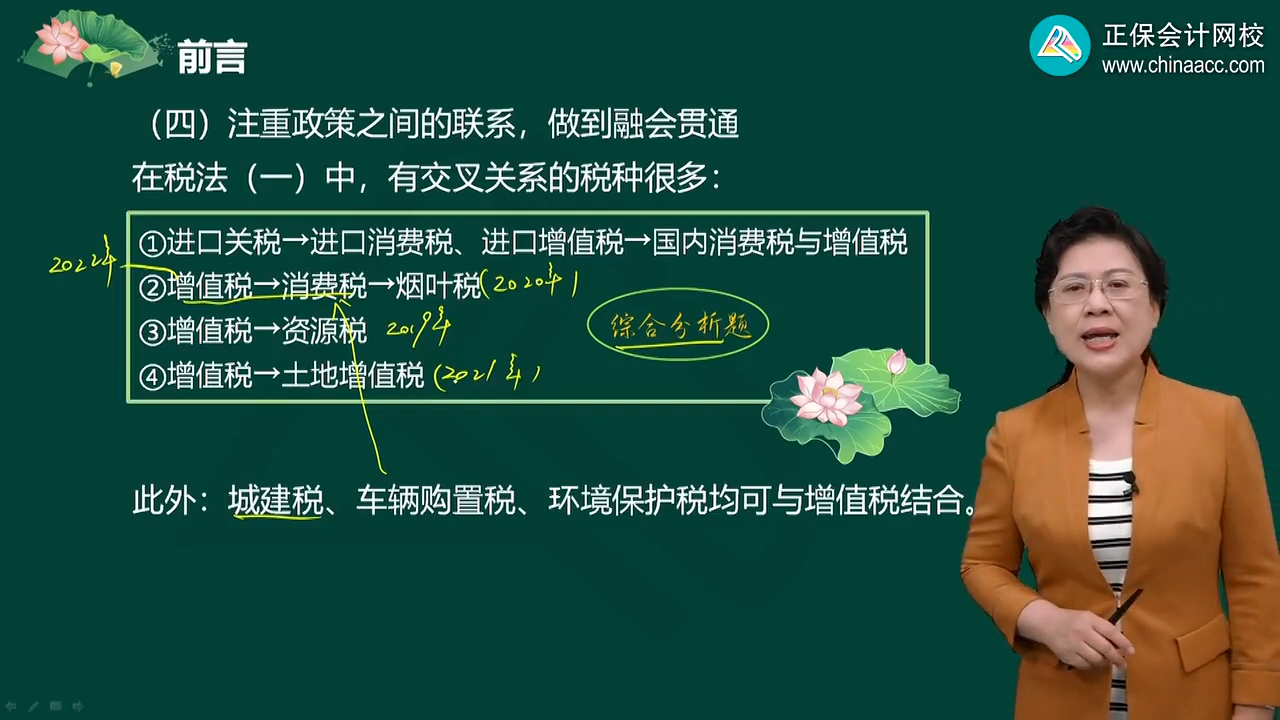 正保会计网校
www.chinaacc.com
前言
（四）注重政策之间的联系，做到融会贯通
在税法（一）中，有交叉关系的税种很多：
①进口关税→进口消费税、进口增值税→国内消费税与增值税
2022年
②增值税→消费税→烟叶税(2020年)
③增值税→资源税 2019年
综合分析题
④增值税→土地增值税(2021年)
此外：城建税、车辆购置税、环境保护税均可与增值税结合。